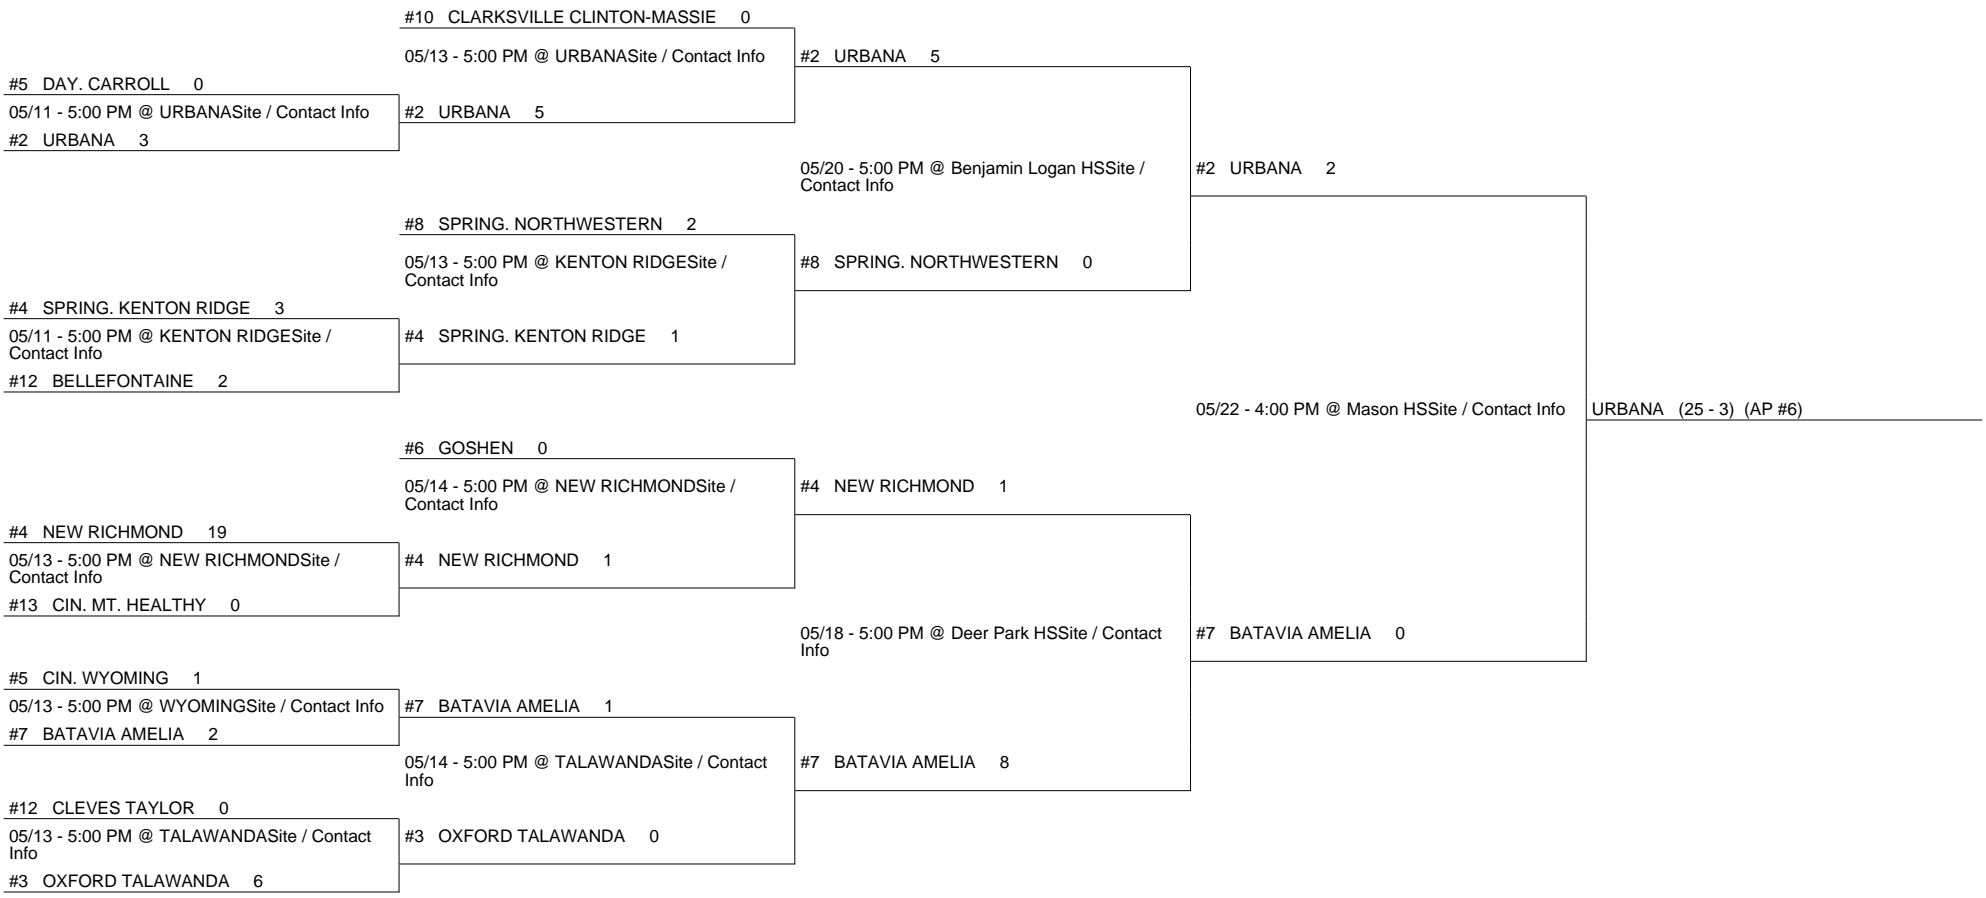 #10 CLARKSVILLE CLINTON-MASSIE 0
05/13 - 5:00 PM @ URBANASite / Contact Info
#2 URBANA 5
#5 DAY. CARROLL 0
05/11 - 5:00 PM @ URBANASite / Contact Info
#2 URBANA 5
#2 URBANA 3
05/20 - 5:00 PM @ Benjamin Logan HSSite /
Contact Info
#2 URBANA 2
#8 SPRING. NORTHWESTERN 2
05/13 - 5:00 PM @ KENTON RIDGESite /
Contact Info
#8 SPRING. NORTHWESTERN 0
#4 SPRING. KENTON RIDGE 3
05/11 - 5:00 PM @ KENTON RIDGESite /
Contact Info
#4 SPRING. KENTON RIDGE 1
#12 BELLEFONTAINE 2
05/22 - 4:00 PM @ Mason HSSite / Contact Info
URBANA (25 - 3) (AP #6)
#6 GOSHEN 0
05/14 - 5:00 PM @ NEW RICHMONDSite /
Contact Info
#4 NEW RICHMOND 1
#4 NEW RICHMOND 19
05/13 - 5:00 PM @ NEW RICHMONDSite /
Contact Info
#4 NEW RICHMOND 1
#13 CIN. MT. HEALTHY 0
05/18 - 5:00 PM @ Deer Park HSSite / Contact
Info
#7 BATAVIA AMELIA 0
#5 CIN. WYOMING 1
05/13 - 5:00 PM @ WYOMINGSite / Contact Info
#7 BATAVIA AMELIA 1
#7 BATAVIA AMELIA 2
05/14 - 5:00 PM @ TALAWANDASite / Contact
Info
#7 BATAVIA AMELIA 8
#12 CLEVES TAYLOR 0
05/13 - 5:00 PM @ TALAWANDASite / Contact
Info
#3 OXFORD TALAWANDA 0
#3 OXFORD TALAWANDA 6